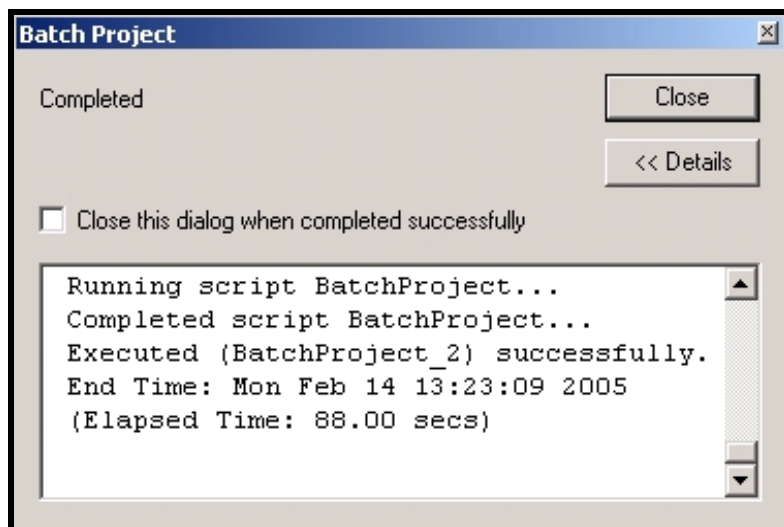 Batch Project
Completed
Close
<< Details
Close this dialog when completed successfully
Running script BatchProject...
Completed script BatchProject...
Executed (BatchProject_2) successfully.
End Time: Mon Feb 14 13:23:09 2005
(Elapsed Time: 88.00 secs)